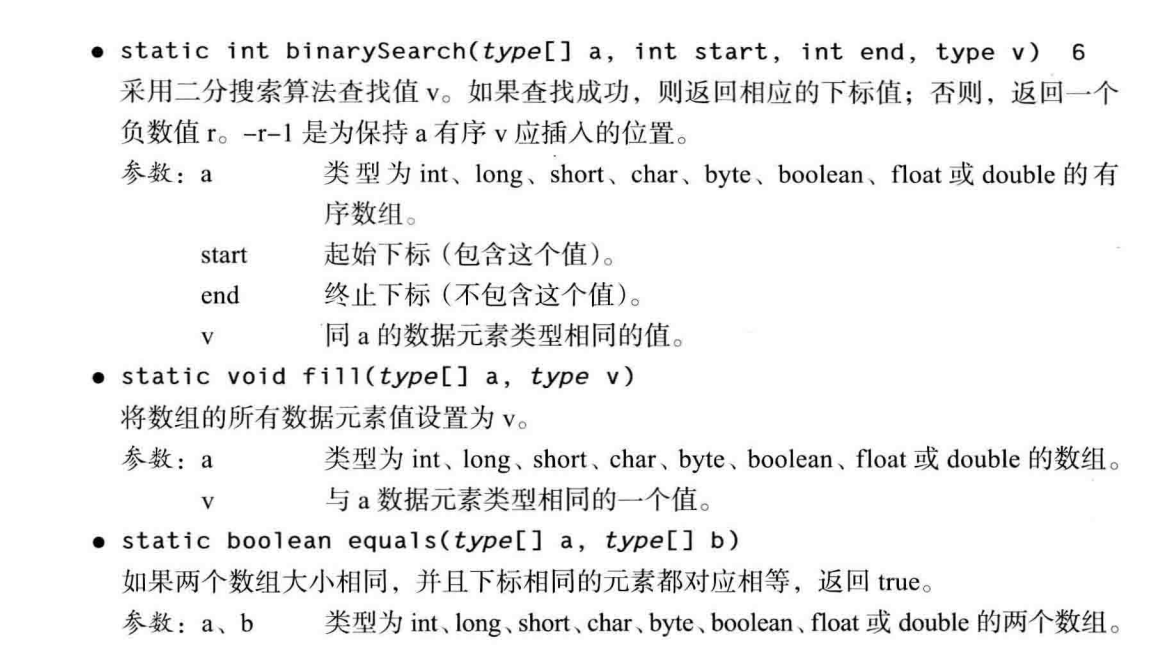 • static int binarySearch(type[] a, int start, int end, type v) 6
采用二分搜索算法查找值 v。如果查找成功，则返回相应的下标值；否则，返回一个
负数值 r。–r–1 是为保持 a 有序 v 应插入的位置。
参数：a 类型为 int、long、short、char、byte、boolean、float 或 double 的有
序数组。
start 起始下标（包含这个值）。
end 终止下标（不包含这个值）。
v 同 a 的数据元素类型相同的值。
• static void fill(type[] a, type v)
将数组的所有数据元素值设置为 v。
参数：a 类型为 int、long、short、char、byte、boolean、float 或 double 的数组。
v 与 a 数据元素类型相同的一个值。
• static boolean equals(type[] a, type[] b)
如果两个数组大小相同，并且下标相同的元素都对应相等，返回 true。
参数：a、b 类型为 int、long、short、char、byte、boolean、float 或 double 的两个数组。